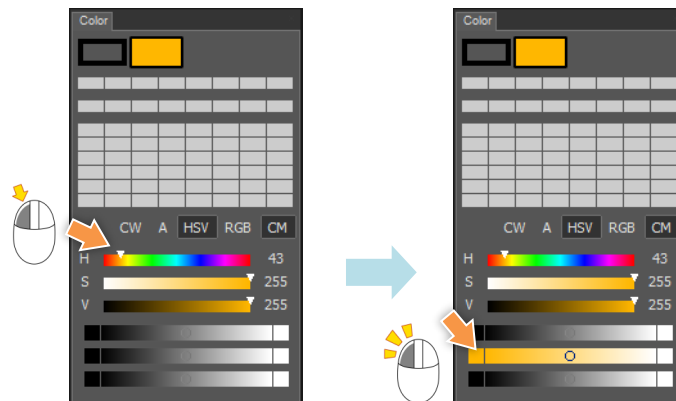 Color
CW A HSV RGB CM
H 43
S 255
V 255
Color
CW A HSV RGB CM
H 43
S 255
V 255